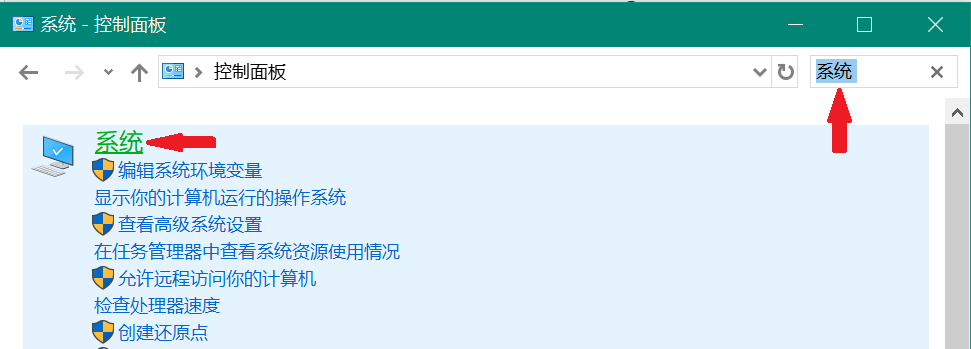 系统 - 控制面板
控制面板
系统
系统
编辑系统环境变量
显示你的计算机运行的操作系统
查看高级系统设置
在任务管理器中查看系统资源使用情况
允许远程访问你的计算机
检查处理器速度
创建还原点